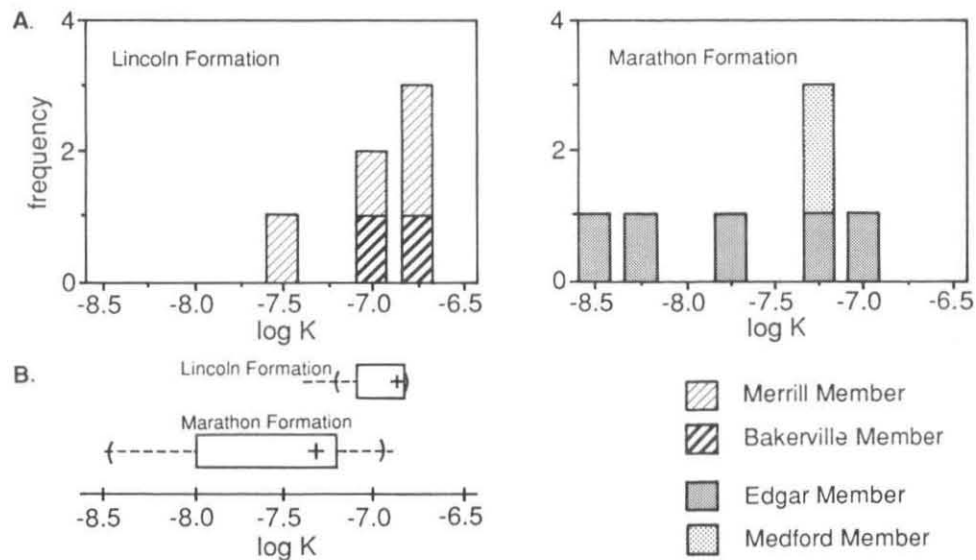 A.
4
2
0
frequency
Lincoln Formation
-8.5 -8.0 -7.5 -7.0 -6.5
log K
4
2
0
Marathon Formation
-8.5 -8.0 -7.5 -7.0 -6.5
log K
B.
Lincoln Formation
Marathon Formation
-8.5 -8.0 -7.5 -7.0 -6.5
log K
Merrill Member
Bakerville Member
Edgar Member
Medford Member